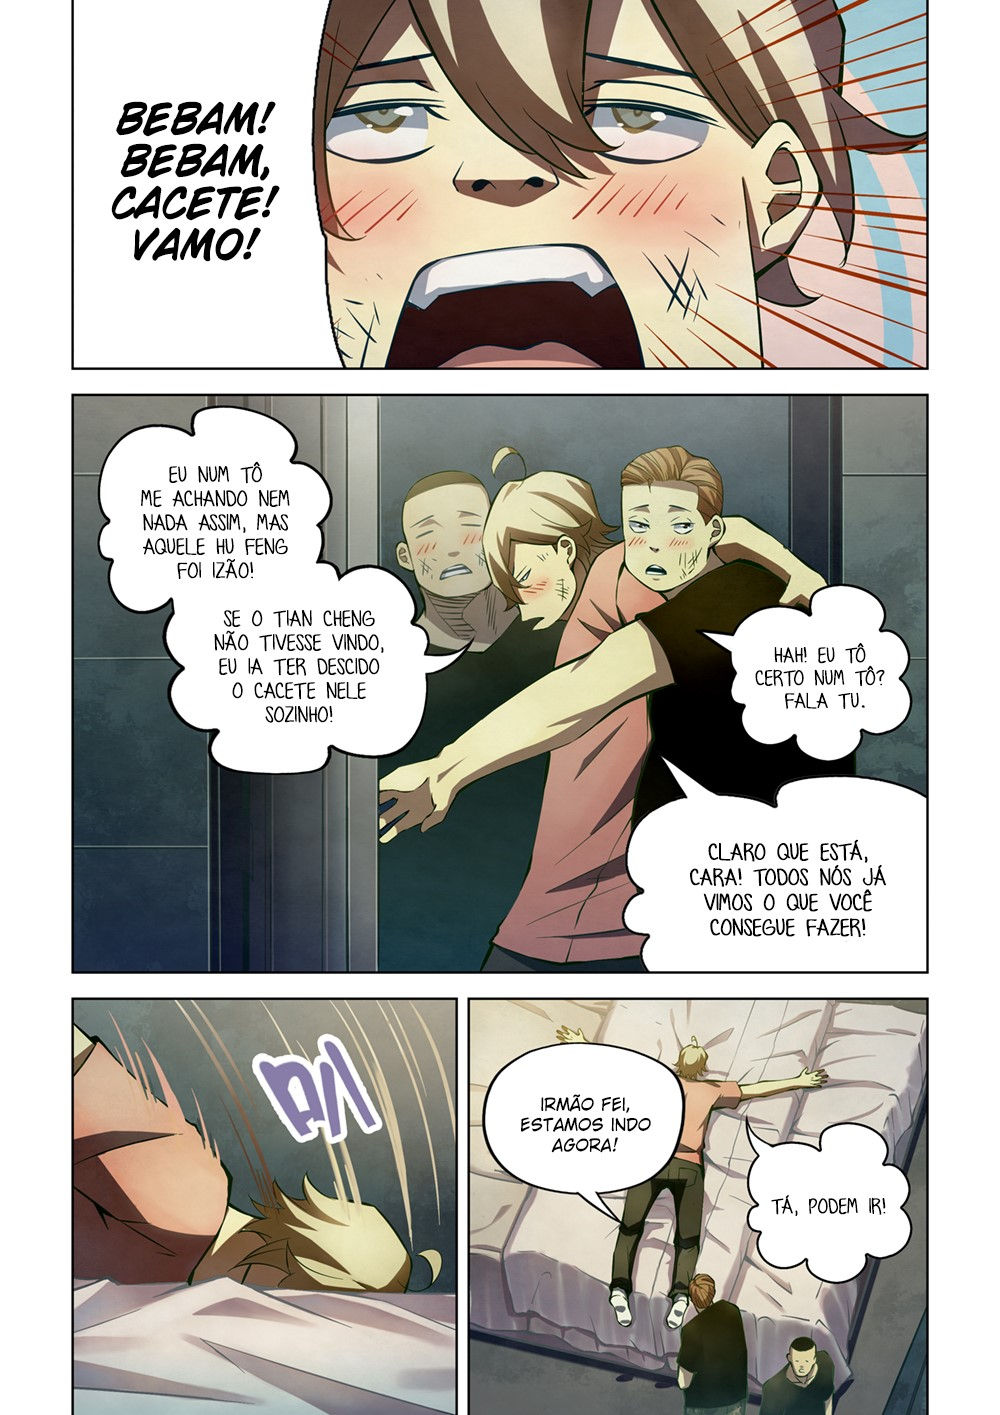 BEBAM!
BEBAM,
CACETE!
VAMO!
EU NUM TÔ
ME ACHANDO NEM
NADA ASSIM, MAS
AQUELE HU FENG
FOI IZÃO!
SE O TIAN CHENG
NÃO TIVESSE VINDO,
EU IA TER DESCIDO
O CACETE NELE
SOZINHO!
HAH! EU TÔ
CERTO NUM TÔ?
FALA TU.
CLARO QUE ESTÁ,
CARA! TODOS NÓS JÁ
VIMOS O QUE VOCÊ
CONSEGUE FAZER!
叭
IRMÃO FEI,
ESTAMOS INDO
AGORA!
TÁ, PODEM IR!